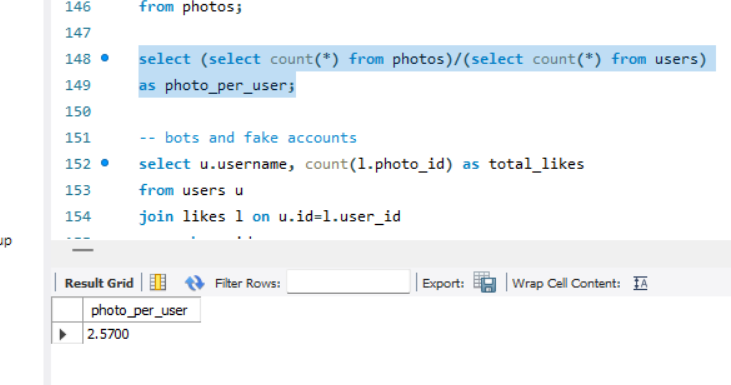 146 from photos;
147
148 select (select count(*) from photos)/(select count(*) from users)
149 as photo_per_user;
150
151 -- bots and fake accounts
152 select u.username, count(l.photo_id) as total_likes
153 from users u
154 join likes l on u.id=l.user_id
up
Result Grid Filter Rows: Export: Wrap Cell Content:
photo_per_user
2.5700